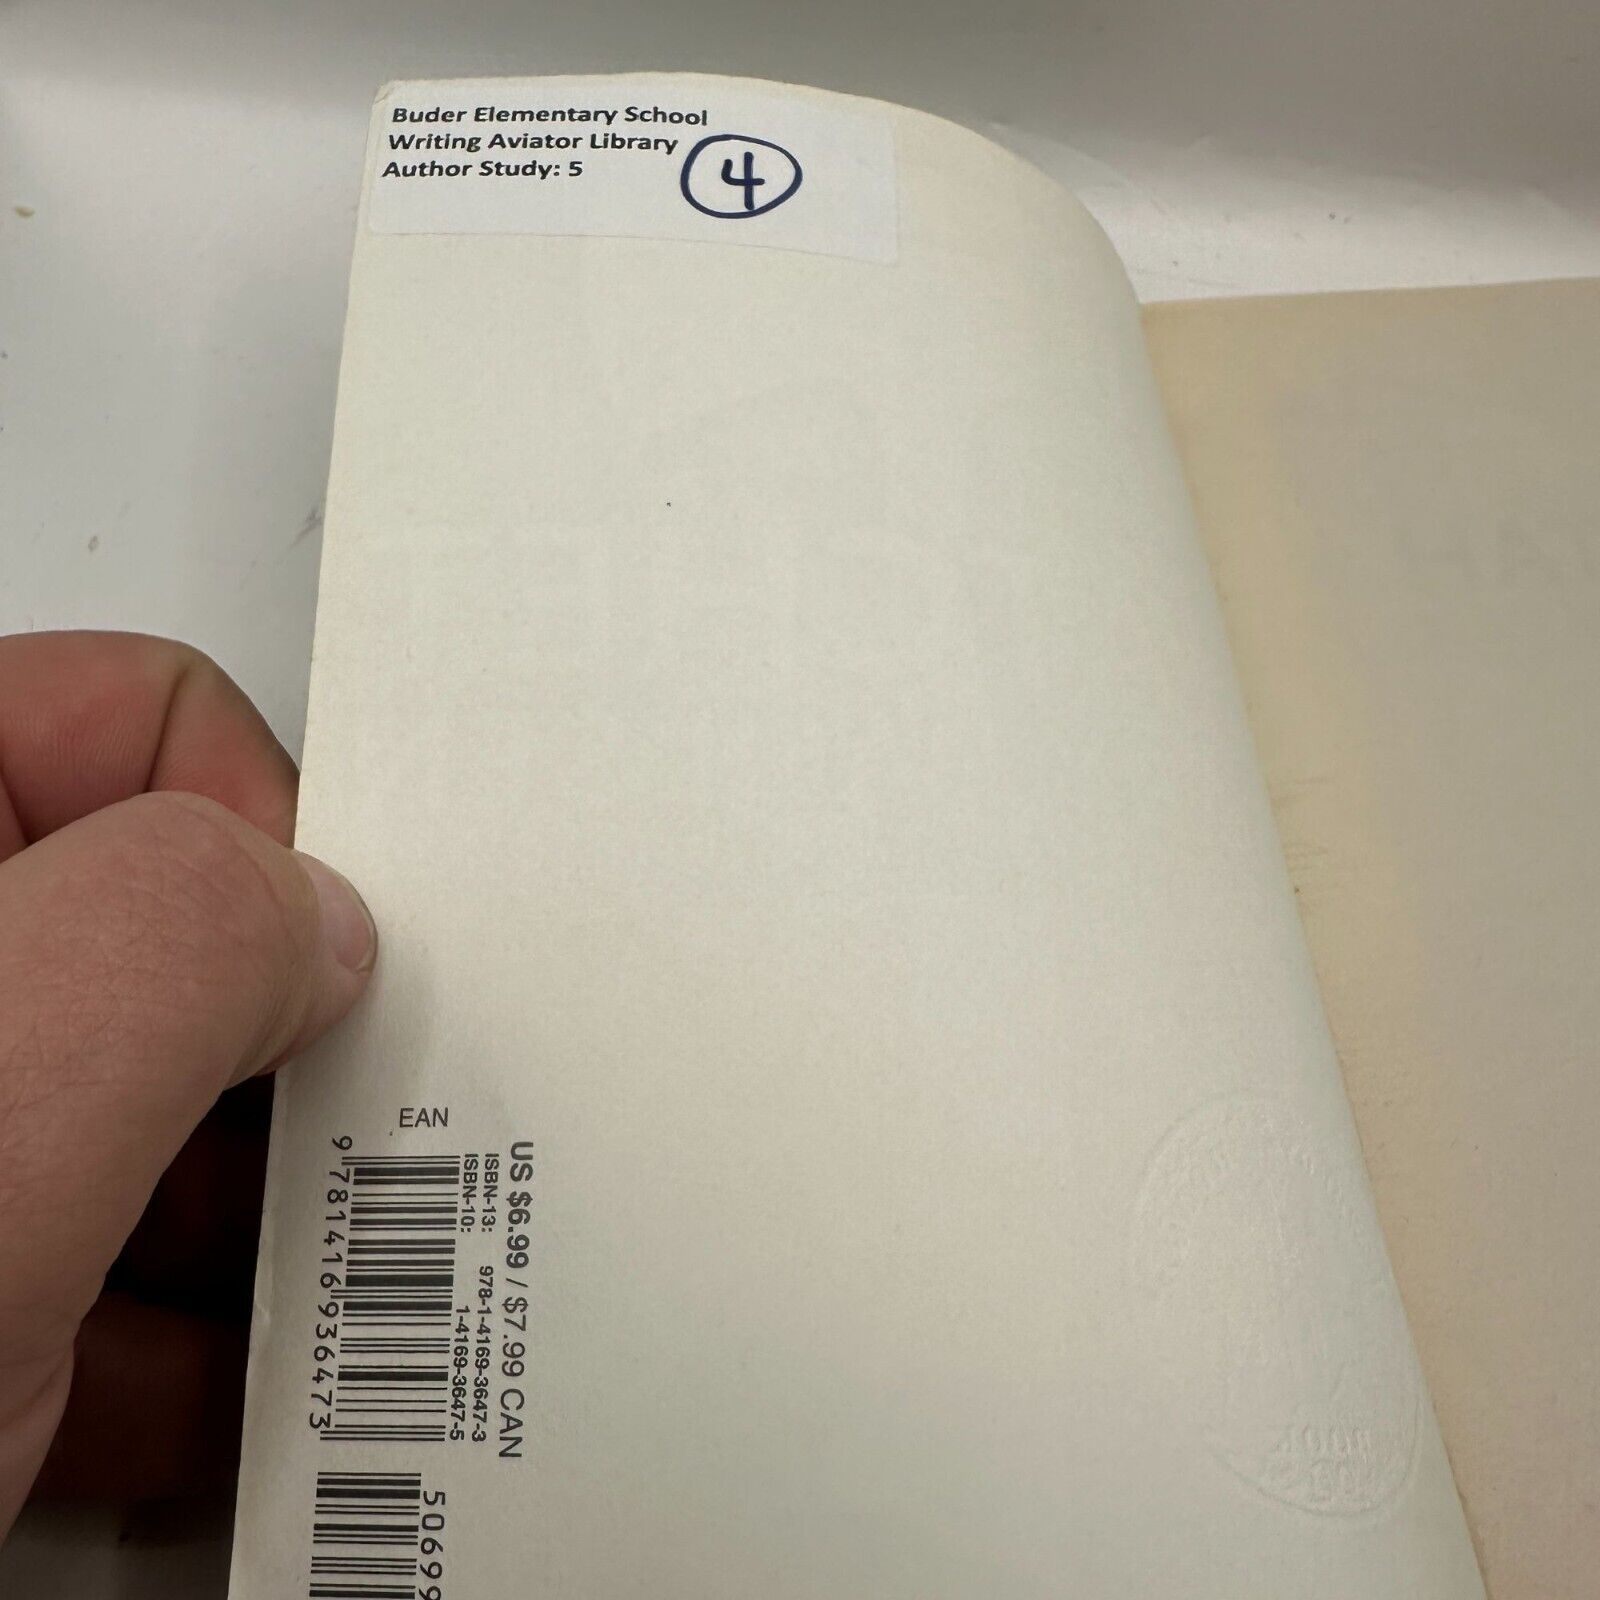 Buder Elementary School
Writing Aviator Library
Author Study: 5
4
EAN
US $6.99 / $7.99 CAN
ISBN-13: 978-1-4169-3647-3
ISBN-10: 1-4169-3647-5
9 781416 936473
50699